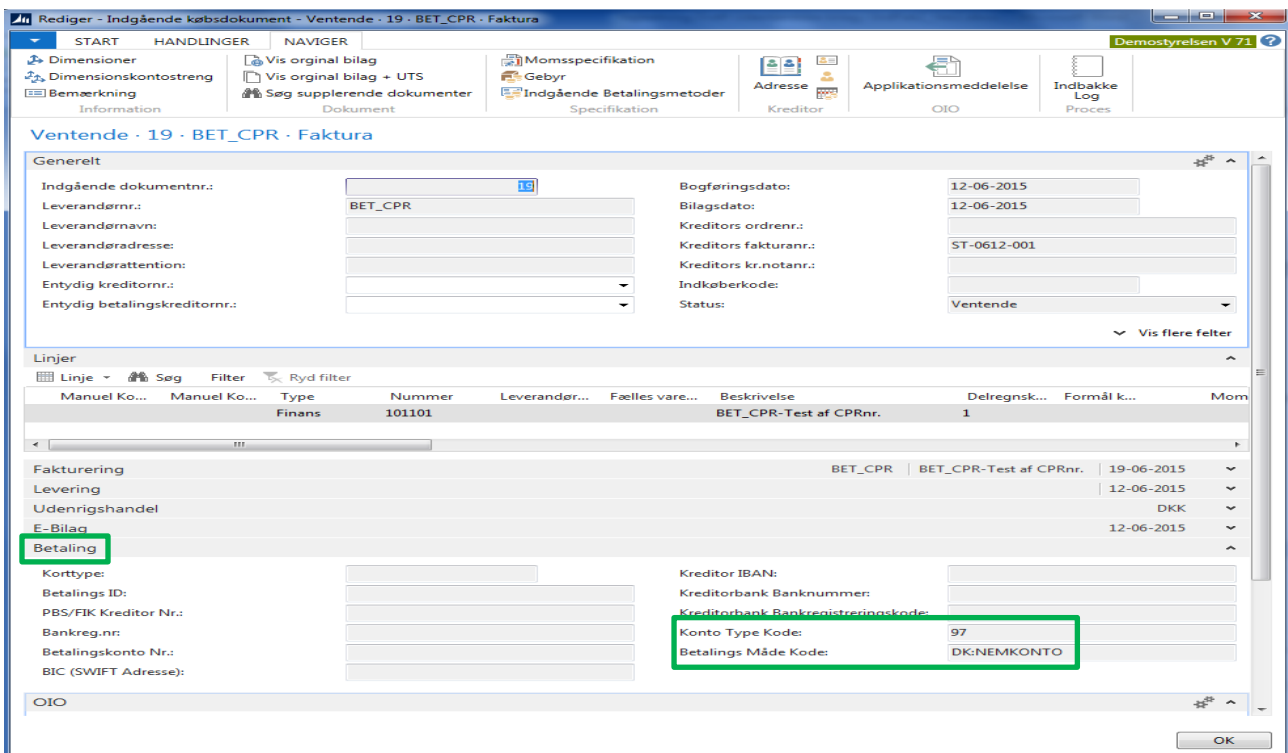 Rediger - Indgående købsdokument - Ventende · 19 · BET_CPR · Faktura
START HANDLINGER NAVIGER Demostyrelsen V 71
Dimensioner Vis orginal bilag Momsspecifikation
Dimensionskontostreng Vis orginal bilag + UTS Gebyr Adresse Applikationsmeddelelse Indbakke Log
Bemærkning Søg supplerende dokumenter Indgående Betalingsmetoder
Information Dokument Specifikation Kreditor OIO Proces
Ventende · 19 · BET_CPR · Faktura
Generelt
Indgående dokumentnr.: 19 Bogføringsdato: 12-06-2015
Leverandørnr.: BET_CPR Bilagsdato: 12-06-2015
Leverandørnavn: Kreditors ordrenr.:
Leverandøradresse: Kreditors fakturanr.: ST-0612-001
Leverandørattention: Kreditors kr.notanr.:
Entydig kreditornr.: Indkøberkode:
Entydig betalingskreditornr.: Status: Ventende
Vis flere felter
Linjer
Linje Søg Filter Ryd filter
Manuel Ko... Manuel Ko... Type Nummer Leverandør... Fælles vare... Beskrivelse Delregnsk... Formål k... Mom
Finans 101101 BET_CPR-Test af CPRnr. 1
Fakturering BET_CPR BET_CPR-Test af CPRnr. 19-06-2015
Levering 12-06-2015
Udenrigshandel DKK
E-Bilag 12-06-2015
Betaling
Korttype: Kreditor IBAN:
Betalings ID: Kreditorbank Banknummer:
PBS/FIK Kreditor Nr.: Kreditorbank Bankregistreringskode:
Bankreg.nr: Konto Type Kode: 97
Betalingskonto Nr.: Betalings Måde Kode: DK:NEMKONTO
BIC (SWIFT Adresse):
OIO
OK